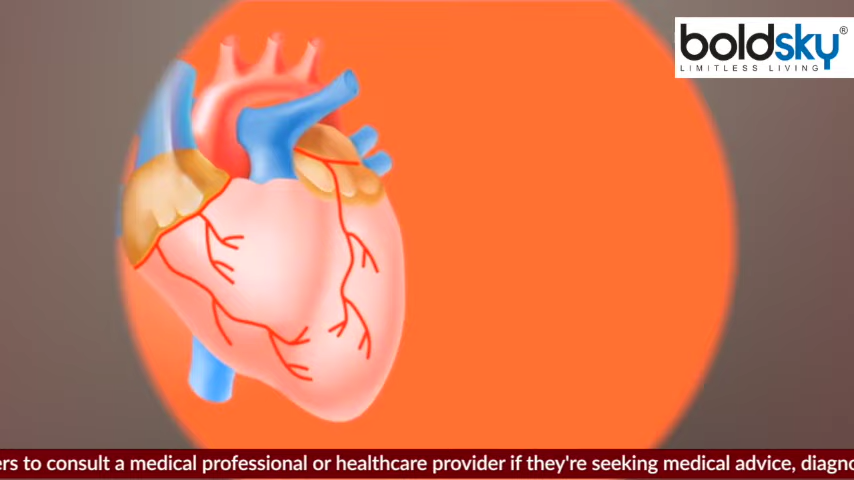 boldsky®
LIMITLESS LIVING
ers to consult a medical professional or healthcare provider if they're seeking medical advice, diagno